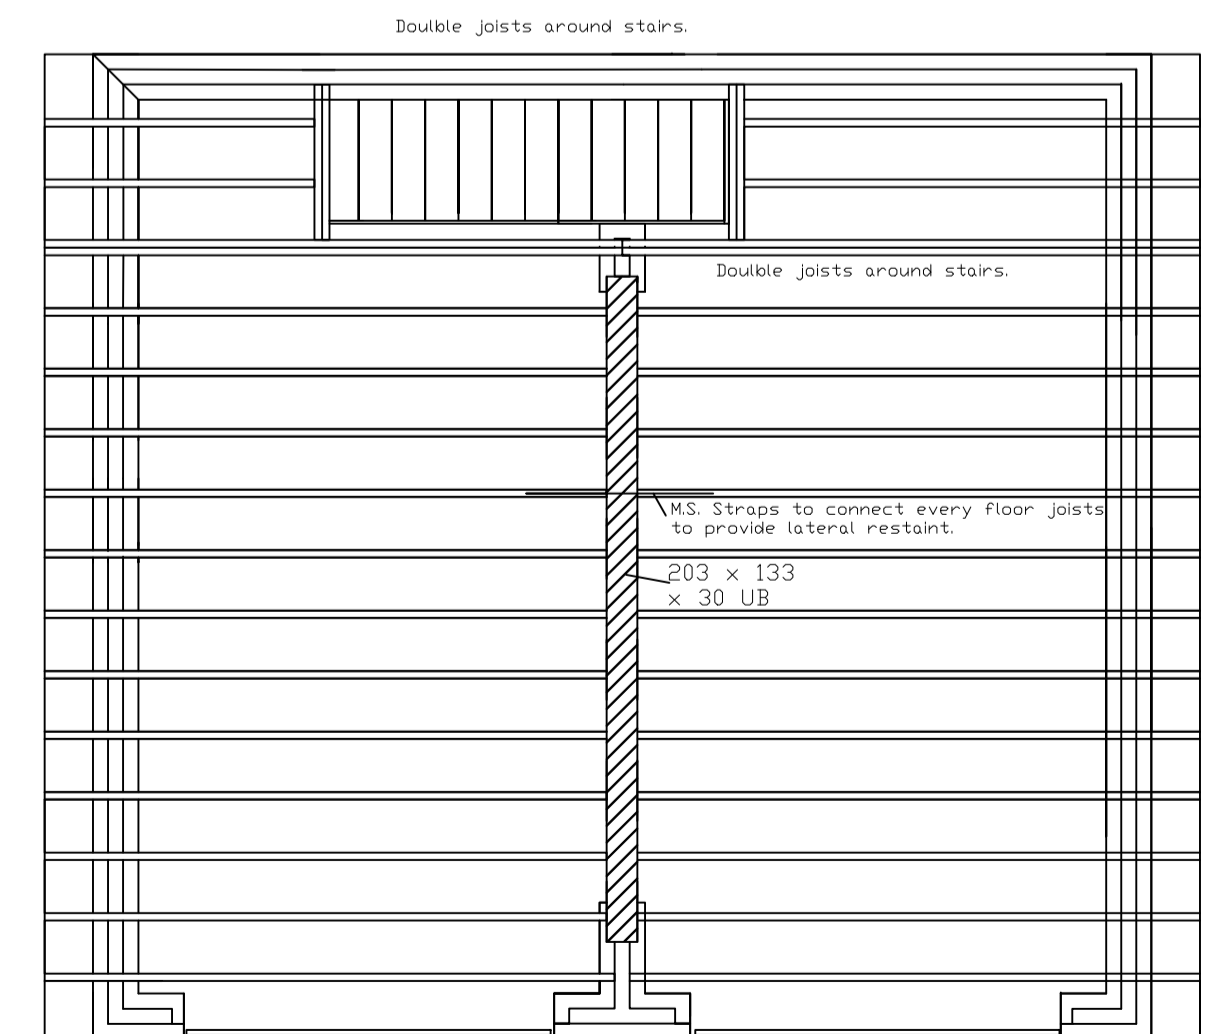 Doulble joists around stairs.
Doulble joists around stairs.
M.S. Straps to connect every floor joists
to provide lateral restaint.
203 x 133
x 30 UB